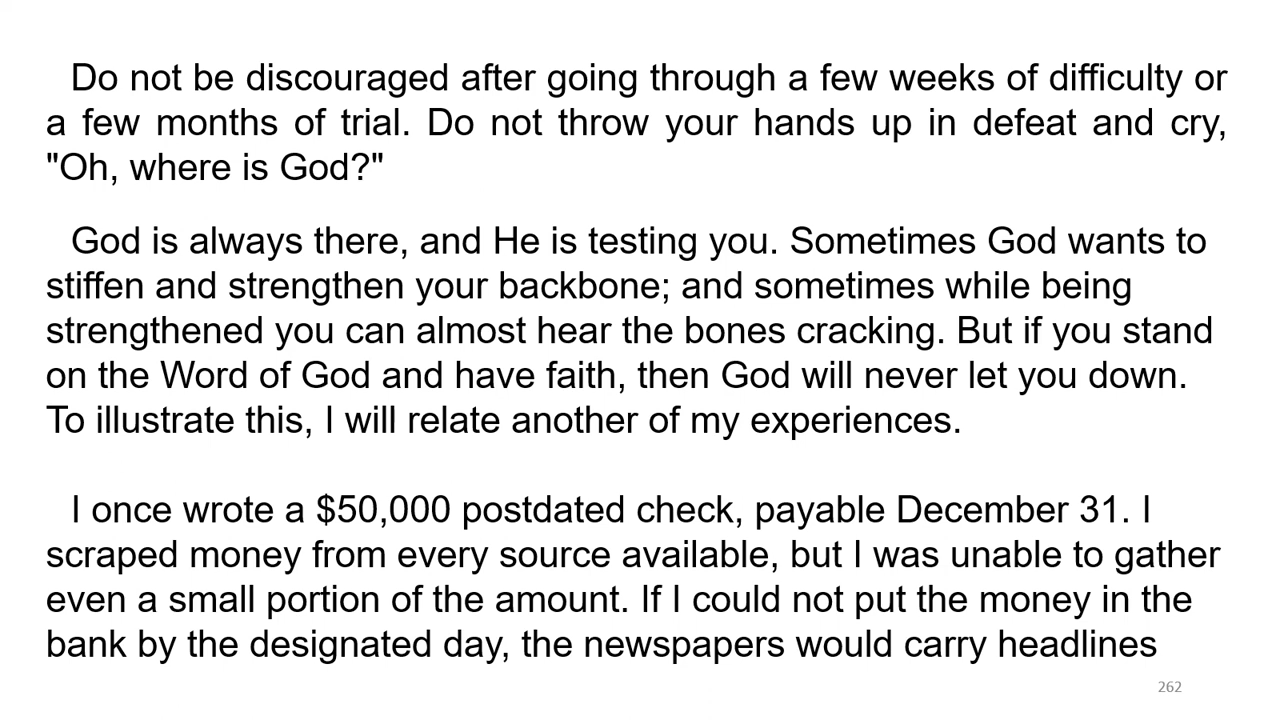 Do not be discouraged after going through a few weeks of difficulty or
a few months of trial. Do not throw your hands up in defeat and cry,
"Oh, where is God?"
God is always there, and He is testing you. Sometimes God wants to
stiffen and strengthen your backbone; and sometimes while being
strengthened you can almost hear the bones cracking. But if you stand
on the Word of God and have faith, then God will never let you down.
To illustrate this, I will relate another of my experiences.
I once wrote a $50,000 postdated check, payable December 31. I
scraped money from every source available, but I was unable to gather
even a small portion of the amount. If I could not put the money in the
bank by the designated day, the newspapers would carry headlines
262